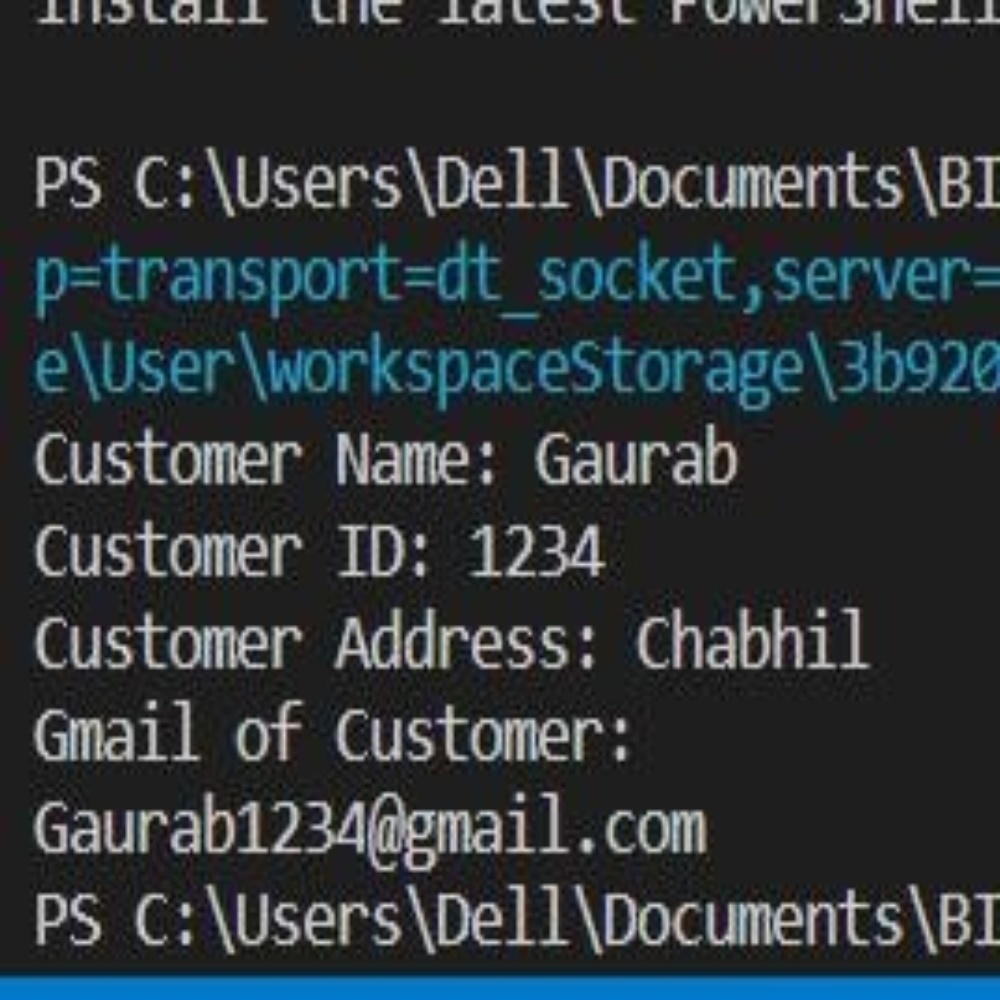 Install the latest PowerShell
PS C:\Users\Dell\Documents\BI
p=transport=dt_socket,server=
e\User\workspaceStorage\3b920
Customer Name: Gaurab
Customer ID: 1234
Customer Address: Chabhil
Gmail of Customer:
Gaurab1234@gmail.com
PS C:\Users\Dell\Documents\BI